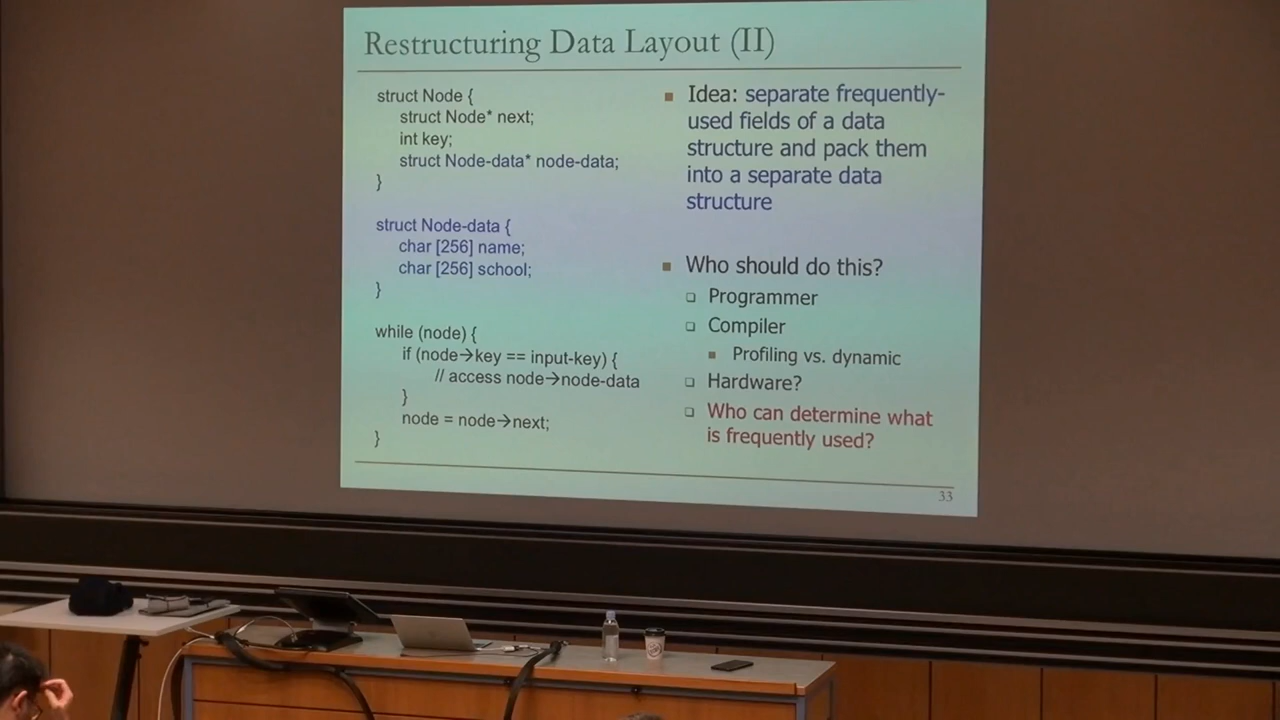 Restructuring Data Layout (II)
struct Node {
struct Node* next;
int key;
struct Node-data* node-data;
}
struct Node-data {
char [256] name;
char [256] school;
}
while (node) {
if (node→key == input-key) {
// access node→node-data
}
node = node→next;
}
Idea: separate frequently-
used fields of a data
structure and pack them
into a separate data
structure
Who should do this?
Programmer
Compiler
Profiling vs. dynamic
Hardware?
Who can determine what
is frequently used?
33